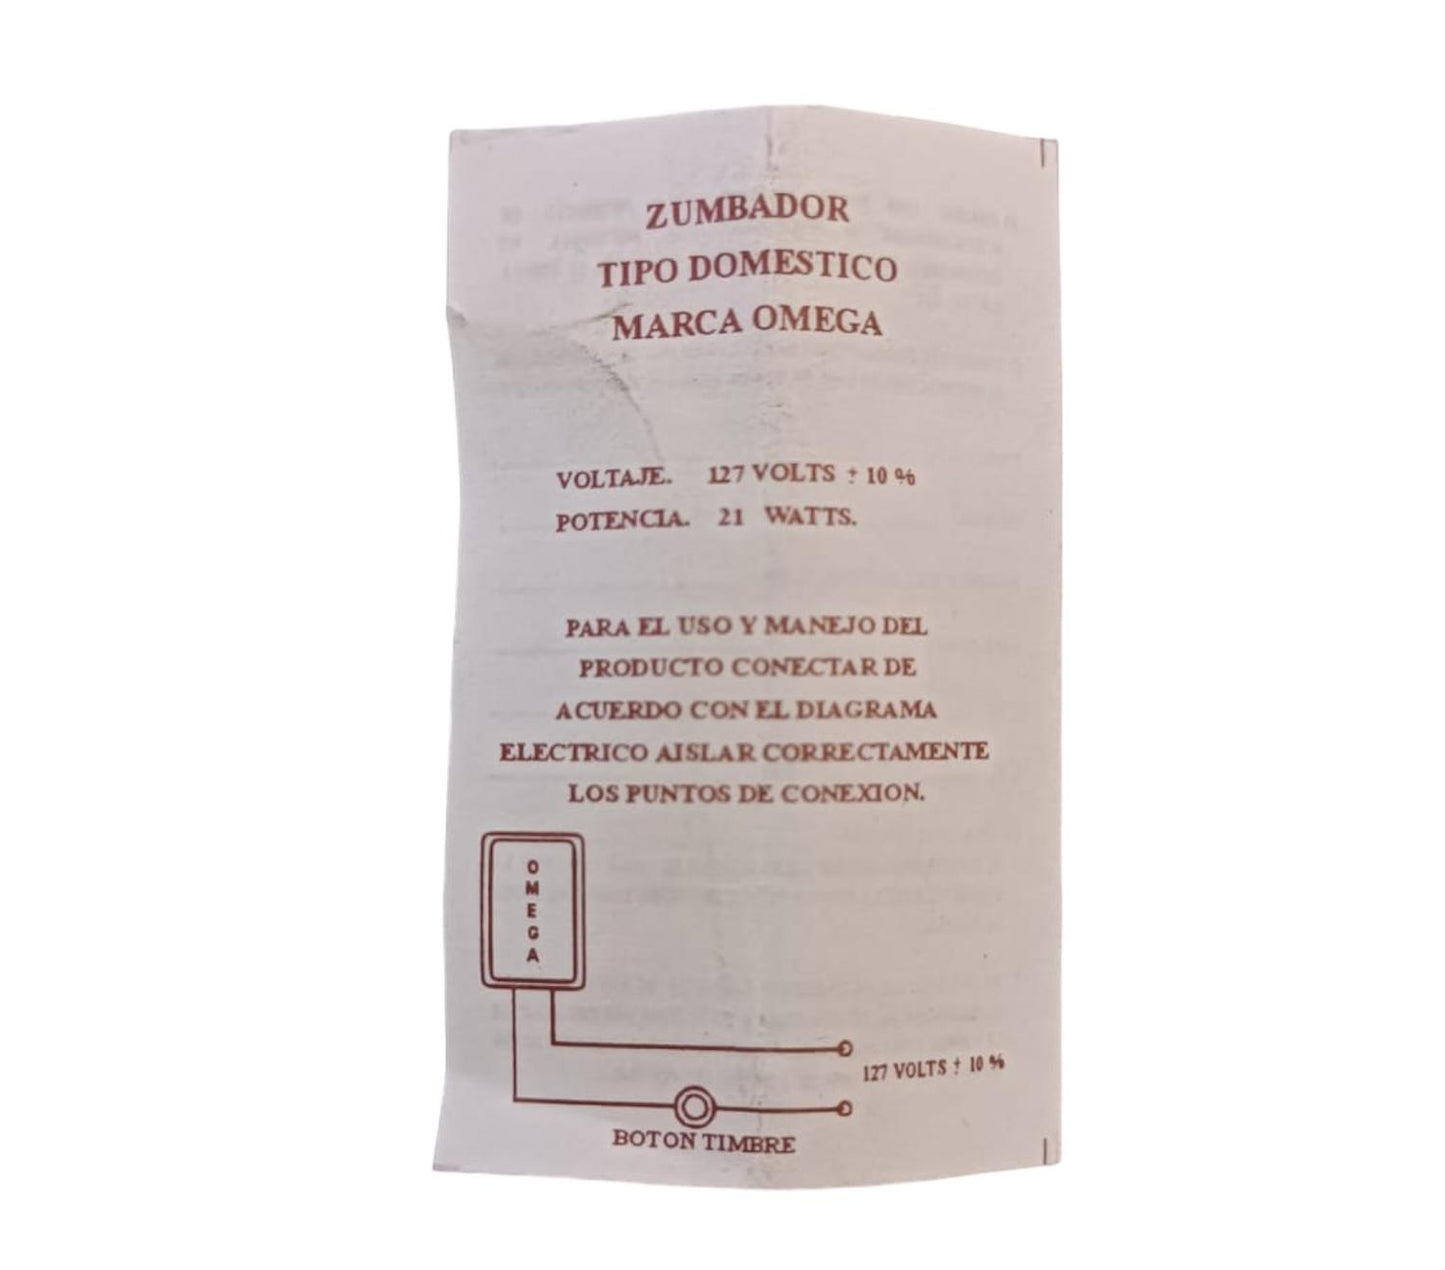 ZUMBADOR
TIPO DOMESTICO
MARCA OMEGA
VOLTAJE. 127 VOLTS ± 10 %
POTENCIA. 21 WATTS.
PARA EL USO Y MANEJO DEL
PRODUCTO CONECTAR DE
ACUERDO CON EL DIAGRAMA
ELECTRICO AISLAR CORRECTAMENTE
LOS PUNTOS DE CONEXION.
OMEGA
127 VOLTS ± 10 %
BOTON TIMBRE